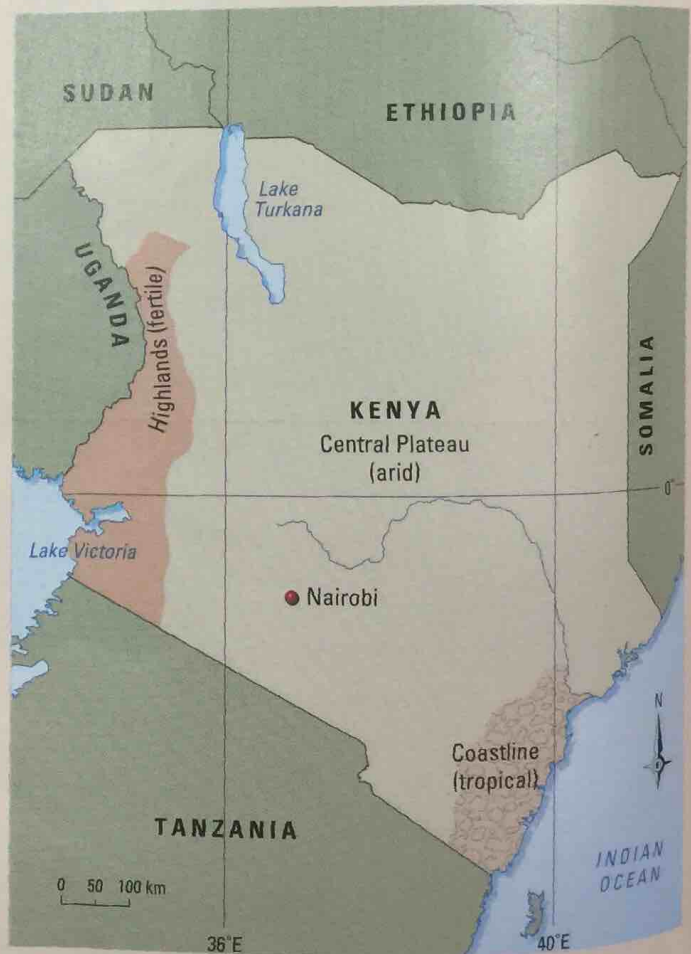 SUDAN
ETHIOPIA
Lake
Turkana
UGANDA
Highlands (fertile)
SOMALIA
KENYA
Central Plateau
(arid)
0°
Lake Victoria
Nairobi
N
Coastline
(tropical)
TANZANIA
INDIAN
OCEAN
0 50 100 km
36°E
40°E